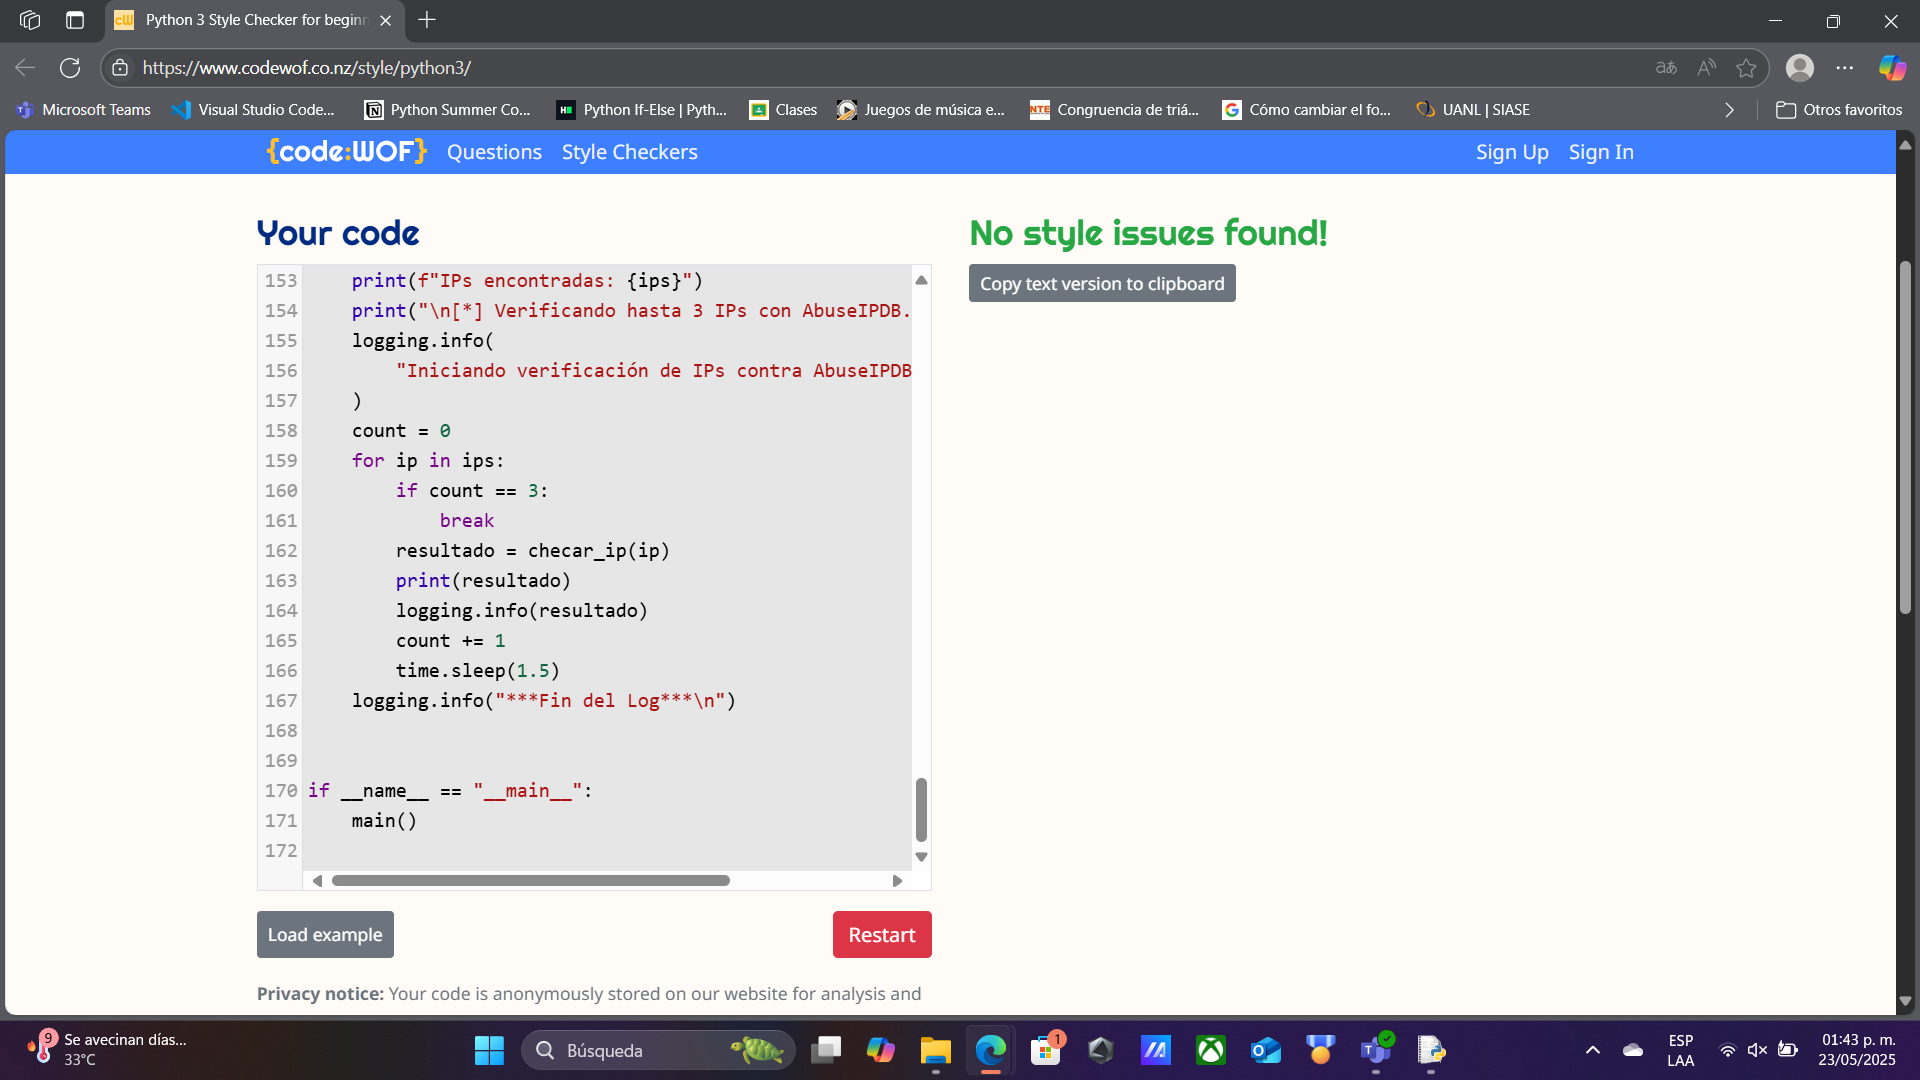 Python 3 Style Checker for beginn
https://www.codewof.co.nz/style/python3/
Microsoft Teams
Visual Studio Code...
Python Summer Co...
Python If-Else | Pyth...
Clases
Juegos de música e...
Congruencia de triá...
Cómo cambiar el fo...
UANL | SIASE
Otros favoritos
{code:WOF}
Questions
Style Checkers
Sign Up
Sign In
Your code
153 print(f"IPs encontradas: {ips}")
154 print("\n[*] Verificando hasta 3 IPs con AbuseIPDB.
155 logging.info(
156 "Iniciando verificación de IPs contra AbuseIPDB
157 )
158 count = 0
159 for ip in ips:
160 if count == 3:
161 break
162 resultado = checar_ip(ip)
163 print(resultado)
164 logging.info(resultado)
165 count += 1
166 time.sleep(1.5)
167 logging.info("***Fin del Log***\n")
168
169
170 if __name__ == "__main__":
171 main()
172
No style issues found!
Copy text version to clipboard
Load example
Restart
Privacy notice: Your code is anonymously stored on our website for analysis and
9
Se avecinan días...
33°C
Búsqueda
1
ESP
LAA
01:43 p. m.
23/05/2025